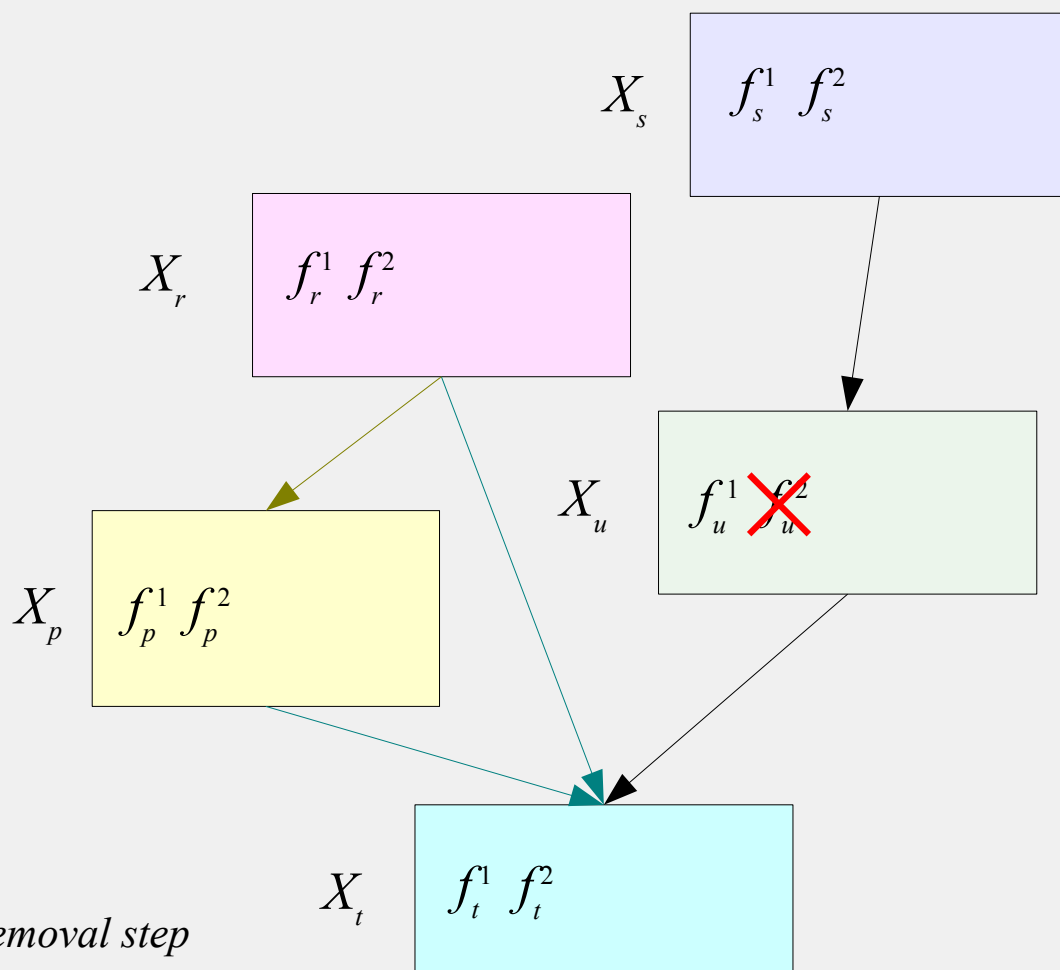 X_s f_s^1 f_s^2
X_r f_r^1 f_r^2
X_u f_u^1 f_u^2
X_p f_p^1 f_p^2
X_t f_t^1 f_t^2
emoval step